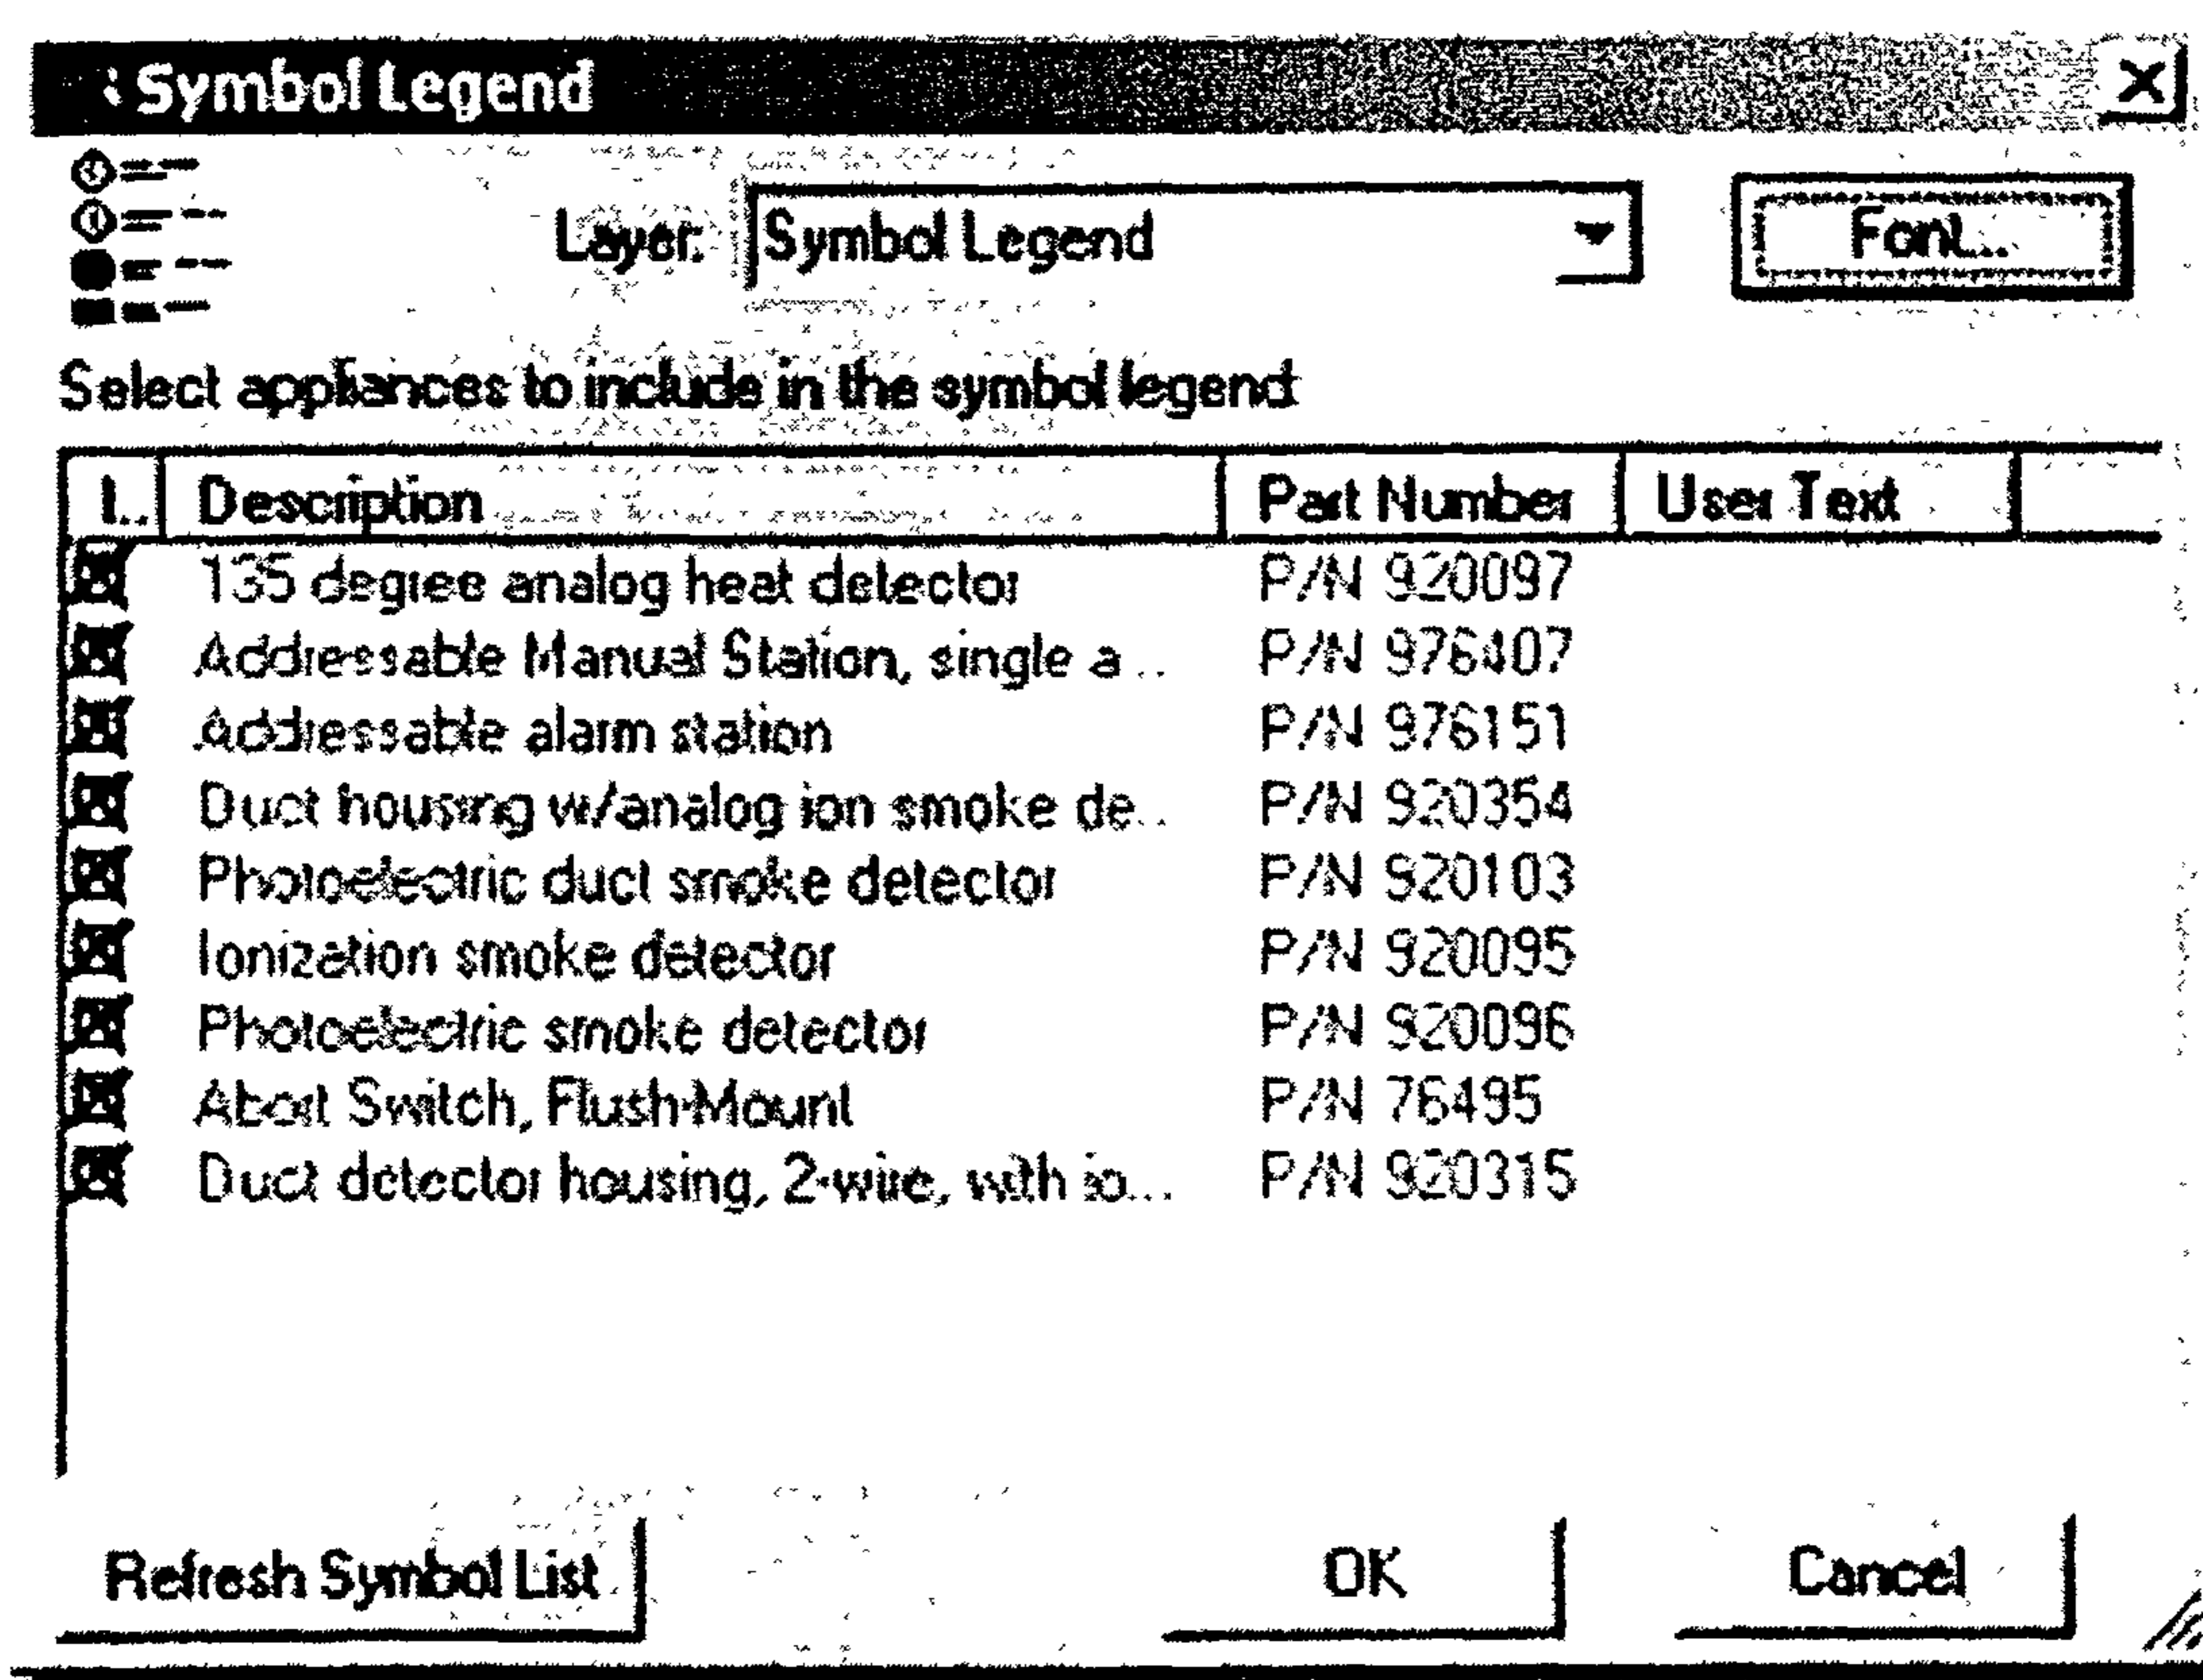 Symbol Legend
Layer: Symbol Legend Font...
Select appliances to include in the symbol legend
I... Description Part Number User Text
135 degree analog heat detector P/N 920097
Addressable Manual Station, single a... P/N 976407
Addressable alarm station P/N 976151
Duct housing w/analog ion smoke de... P/N 920354
Photoelectric duct smoke detector P/N 920103
Ionization smoke detector P/N 920095
Photoelectric smoke detector P/N 920096
Abort Switch, Flush-Mount P/N 76495
Duct detector housing, 2-wire, with io... P/N 920315
Refresh Symbol List OK Cancel